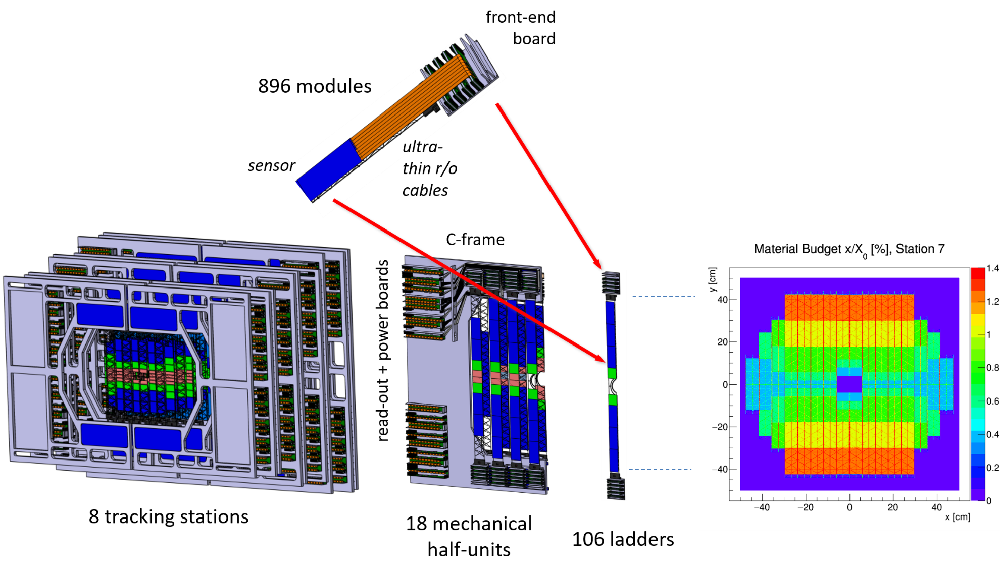 front-end
board
896 modules
ultra-
thin r/o
cables
sensor
C-frame
read-out + power boards
8 tracking stations
18 mechanical
half-units
106 ladders
Material Budget x/X0 [%], Station 7
y [cm]
40
20
0
−20
−40
−40
−20
0
20
40
x [cm]
1.4
1.2
1
0.8
0.6
0.4
0.2
0